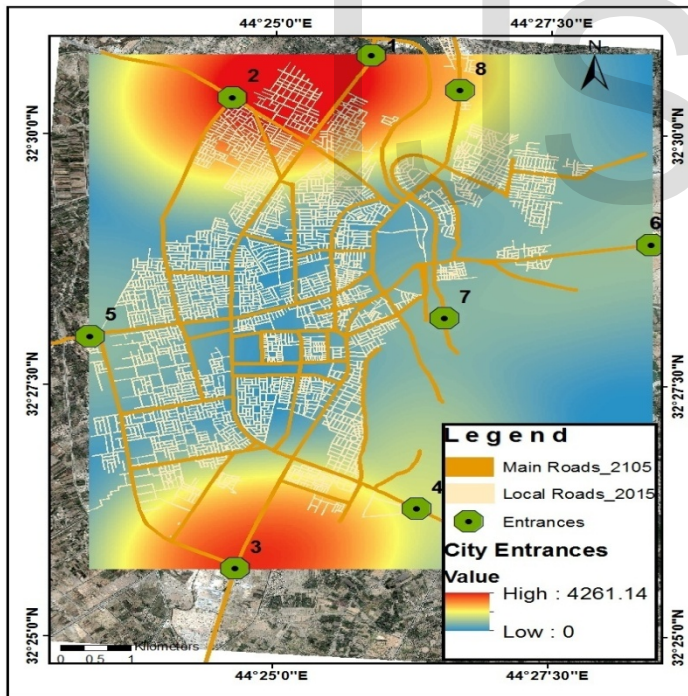 44°25'0"E 44°27'30"E
N
1
2
8
32°30'0"N 32°30'0"N
6
7
5
32°27'30"N 32°27'30"N
Legend
Main Roads_2105
Local Roads_2015
Entrances
City Entrances
Value
High : 4261.14
Low : 0
4
3
32°25'0"N 32°25'0"N
Kilometers
0 0.5 1
44°25'0"E 44°27'30"E